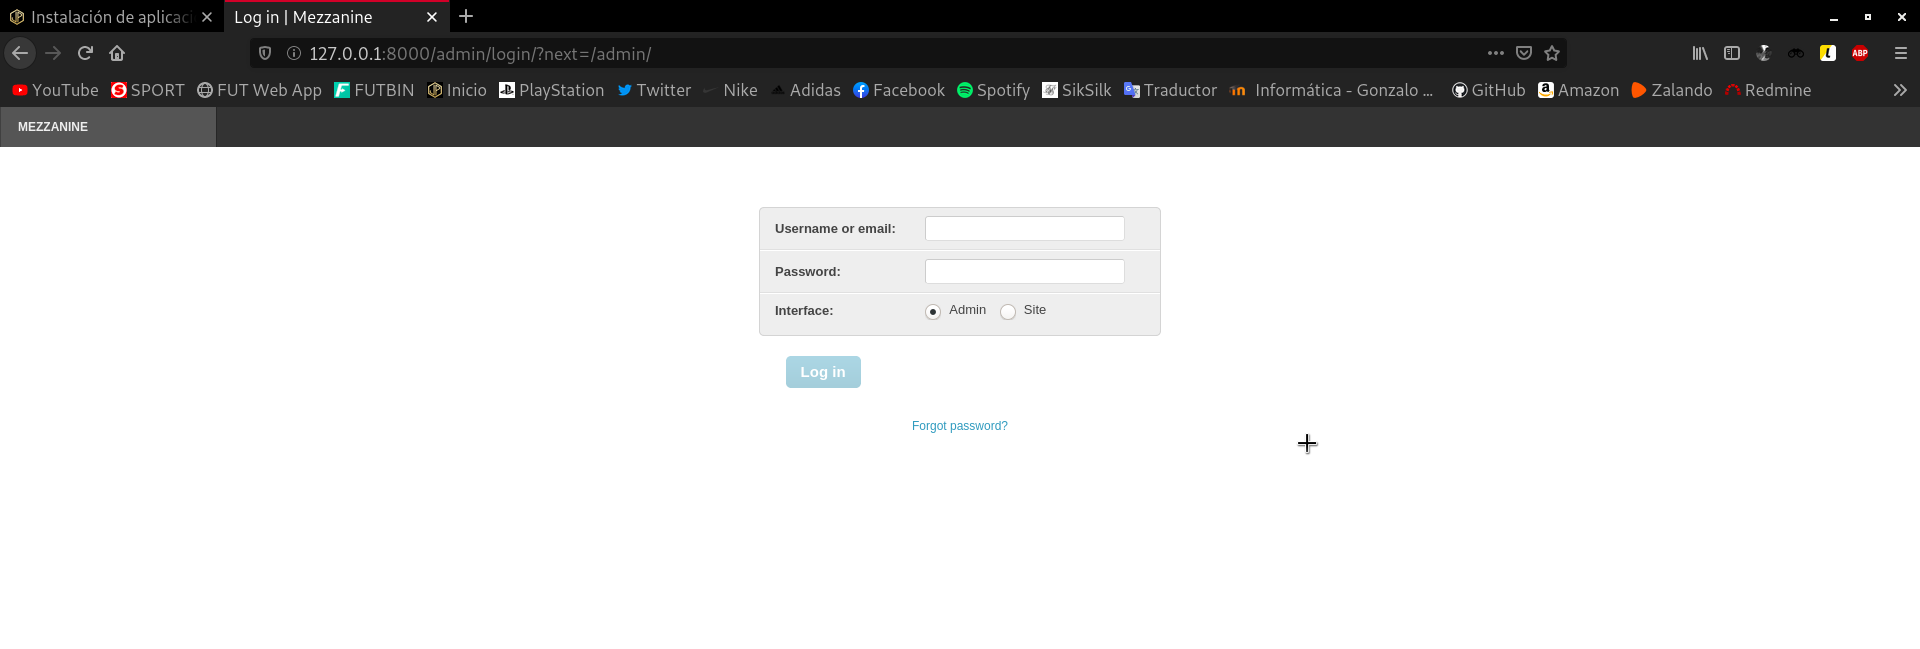 Instalación de aplicac
Log in | Mezzanine
127.0.0.1:8000/admin/login/?next=/admin/
ABP
YouTube SPORT FUT Web App FUTBIN Inicio PlayStation Twitter Nike Adidas Facebook Spotify SikSilk Traductor Informática - Gonzalo ... GitHub Amazon Zalando Redmine
MEZZANINE
Username or email:
Password:
Interface: Admin Site
Log in
Forgot password?